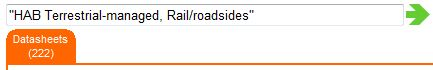 "HAB Terrestrial-managed, Rail/roadsides"
Datasheets
(222)